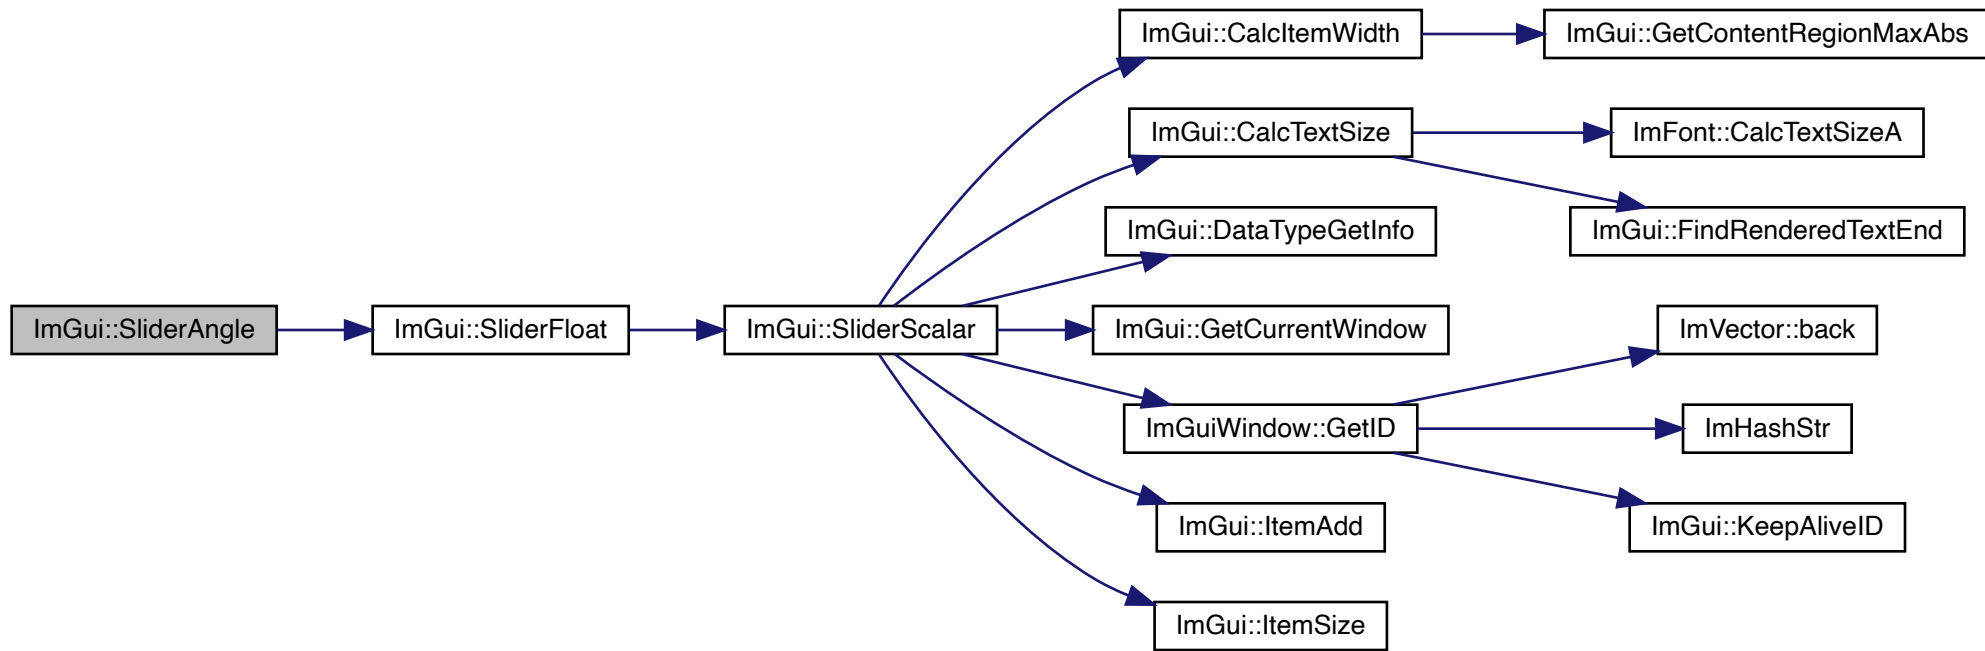 ImGui::SliderAngle
ImGui::SliderFloat
ImGui::SliderScalar
ImGui::CalcItemWidth
ImGui::GetContentRegionMaxAbs
ImGui::CalcTextSize
ImFont::CalcTextSizeA
ImGui::FindRenderedTextEnd
ImGui::DataTypeGetInfo
ImGui::GetCurrentWindow
ImGuiWindow::GetID
ImVector::back
ImHashStr
ImGui::KeepAliveID
ImGui::ItemAdd
ImGui::ItemSize